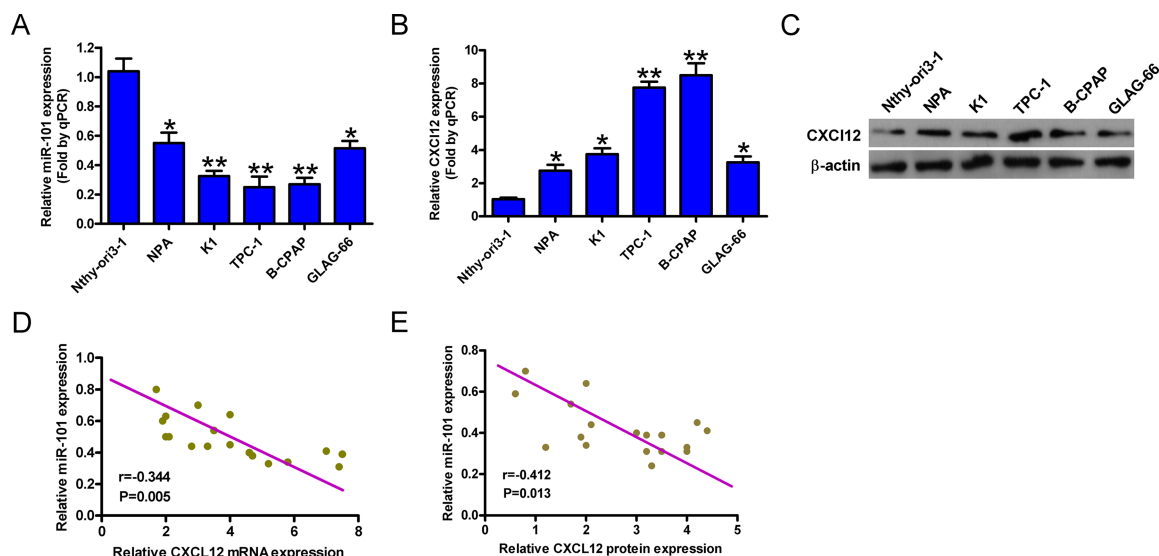 A
Relative miR-101 expression
(Fold by qPCR)
1.2
1.0
0.8
0.6
0.4
0.2
0.0
*
**
**
**
*
Nthy-ori3-1
NPA
K1
TPC-1
B-CPAP
GLAG-66
B
Relative CXCl12 expression
(Fold by qPCR)
10
8
6
4
2
0
*
*
**
**
*
Nthy-ori3-1
NPA
K1
TPC-1
B-CPAP
GLAG-66
C
Nthy-ori3-1
NPA
K1
TPC-1
B-CPAP
GLAG-66
CXCl12
β-actin
D
Relative miR-101 expression
1.0
0.8
0.6
0.4
0.2
0.0
r=-0.344
P=0.005
0 2 4 6 8
Relative CXCL12 mRNA expression
E
Relative miR-101 expression
0.8
0.6
0.4
0.2
0.0
r=-0.412
P=0.013
0 1 2 3 4 5
Relative CXCL12 protein expression